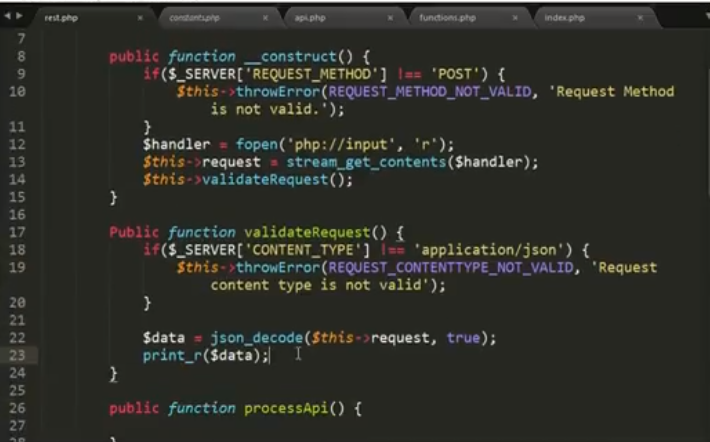 rest.php × constants.php × api.php × functions.php × index.php ×
7
8 public function __construct() {
9 if($_SERVER['REQUEST_METHOD'] !== 'POST') {
10 $this->throwError(REQUEST_METHOD_NOT_VALID, 'Request Method
is not valid.');
11 }
12 $handler = fopen('php://input', 'r');
13 $this->request = stream_get_contents($handler);
14 $this->validateRequest();
15 }
16
17 Public function validateRequest() {
18 if($_SERVER['CONTENT_TYPE'] !== 'application/json') {
19 $this->throwError(REQUEST_CONTENTTYPE_NOT_VALID, 'Request
content type is not valid');
20 }
21
22 $data = json_decode($this->request, true);
23 print_r($data);
24 }
25
26 public function processApi() {
27
28 }